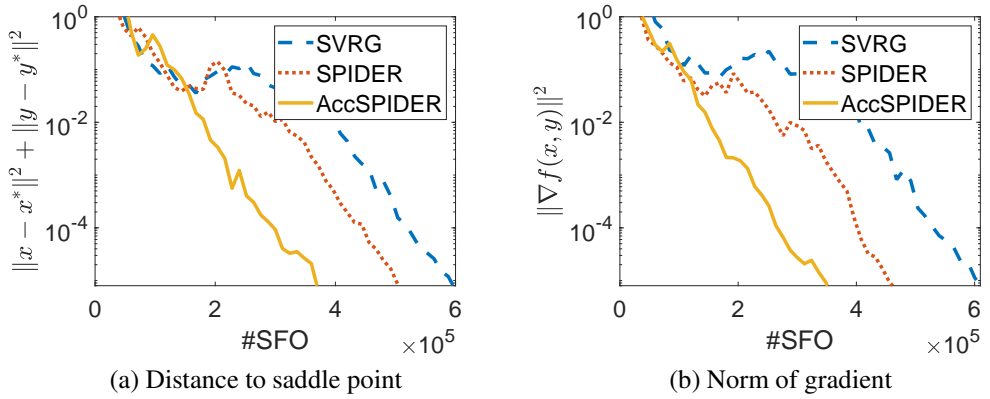 10^0
10^-2
10^-4
‖x − x*‖² + ‖y − y*‖²
SVRG
SPIDER
AccSPIDER
0 2 4 6
#SFO
×10^5
(a) Distance to saddle point
10^0
10^-2
10^-4
‖∇f(x, y)‖²
SVRG
SPIDER
AccSPIDER
0 2 4 6
#SFO
×10^5
(b) Norm of gradient